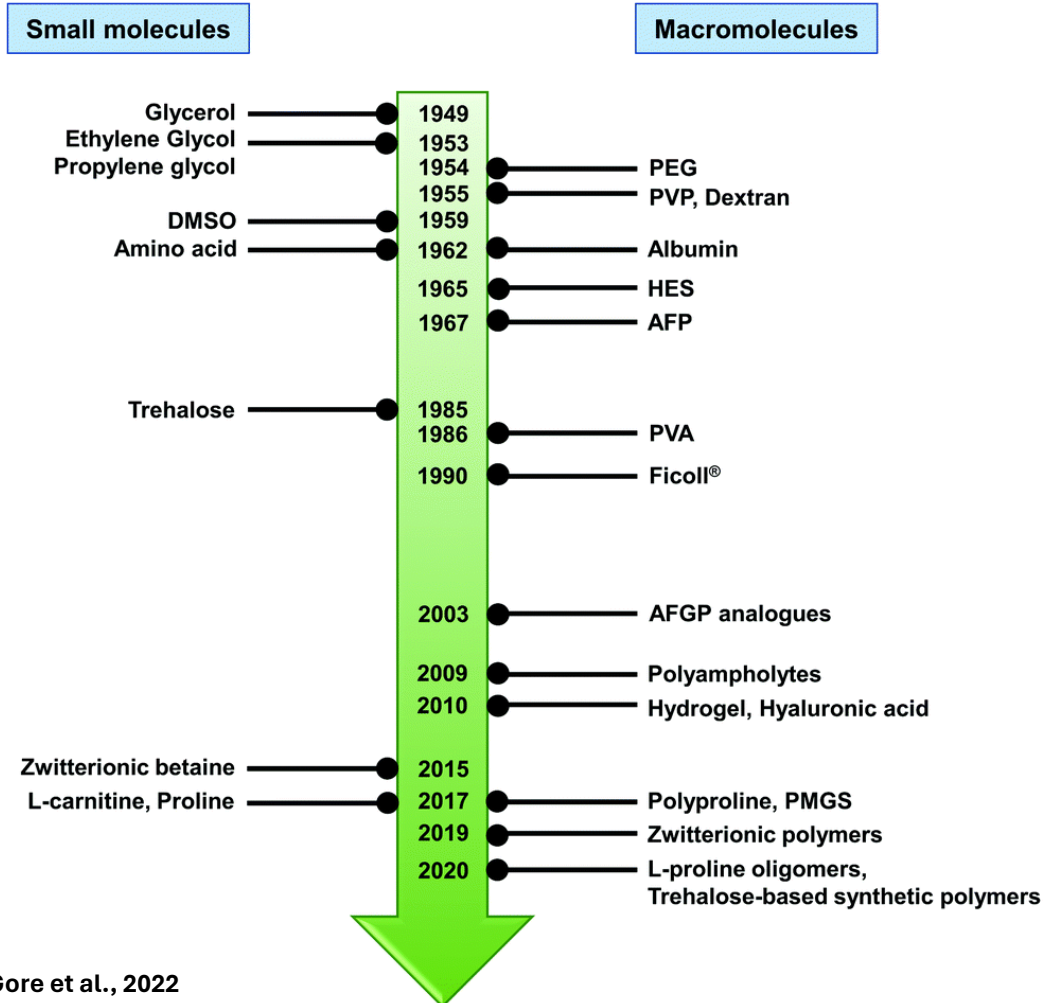 Small molecules
Macromolecules
Glycerol
1949
Ethylene Glycol
1953
Propylene glycol
1954
PEG
1955
PVP, Dextran
DMSO
1959
Amino acid
1962
Albumin
1965
HES
1967
AFP
Trehalose
1985
1986
PVA
1990
Ficoll®
2003
AFGP analogues
2009
Polyampholytes
2010
Hydrogel, Hyaluronic acid
Zwitterionic betaine
2015
L-carnitine, Proline
2017
Polyproline, PMGS
2019
Zwitterionic polymers
2020
L-proline oligomers,
Trehalose-based synthetic polymers
Gore et al., 2022